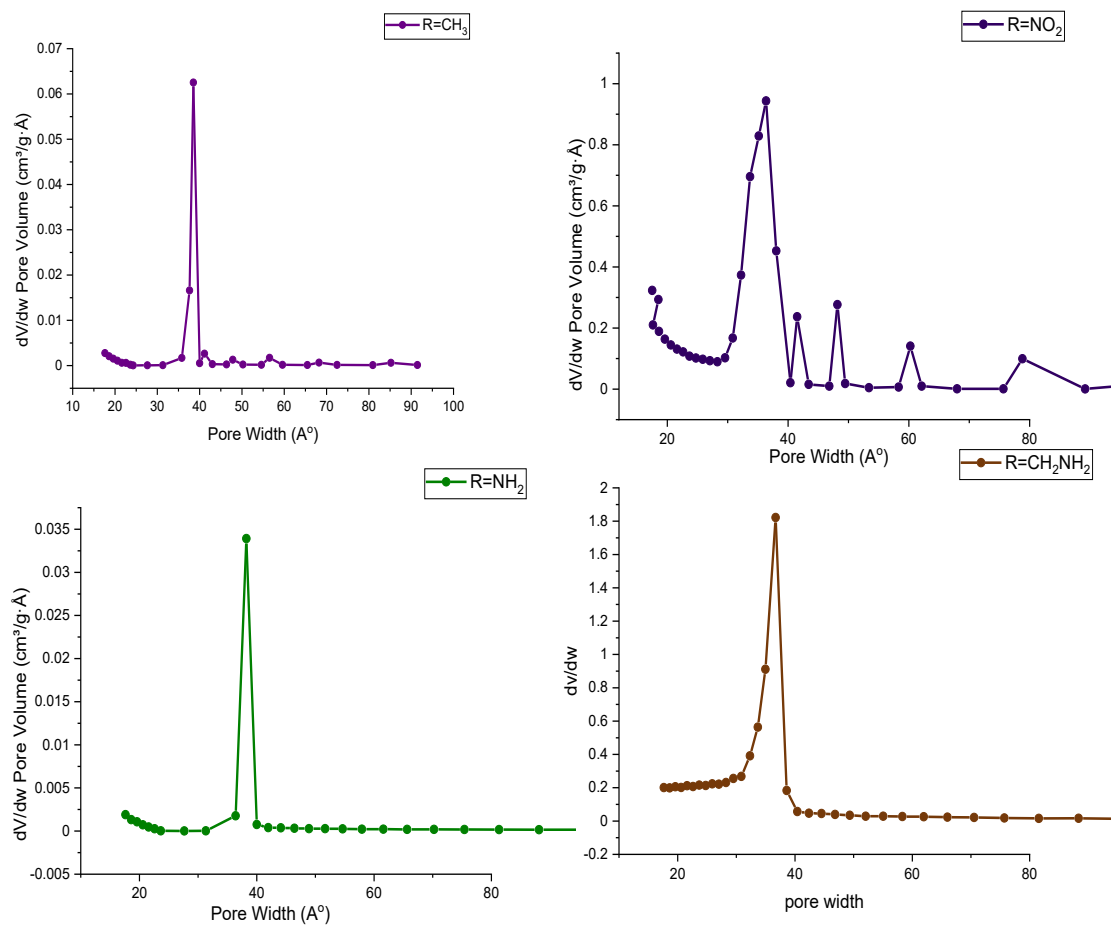 R=CH₃
dV/dw Pore Volume (cm³/g·Å)
0.07
0.06
0.05
0.04
0.03
0.02
0.01
0
10 20 30 40 50 60 70 80 90 100
Pore Width (Aº)
R=NO₂
dV/dw Pore Volume (cm³/g·Å)
1
0.8
0.6
0.4
0.2
0
20 40 60 80
Pore Width (Aº)
R=NH₂
dV/dw Pore Volume (cm³/g·Å)
0.035
0.03
0.025
0.02
0.015
0.01
0.005
0
-0.005
20 40 60 80
Pore Width (Aº)
R=CH₂NH₂
dv/dw
2
1.8
1.6
1.4
1.2
1
0.8
0.6
0.4
0.2
0
-0.2
20 40 60 80
pore width